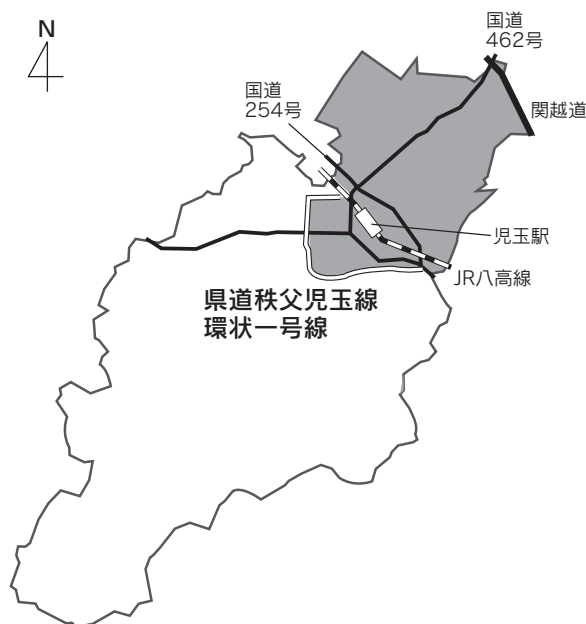 N
国道
462号
国道
254号
関越道
児玉駅
JR八高線
県道秩父児玉線
環状一号線